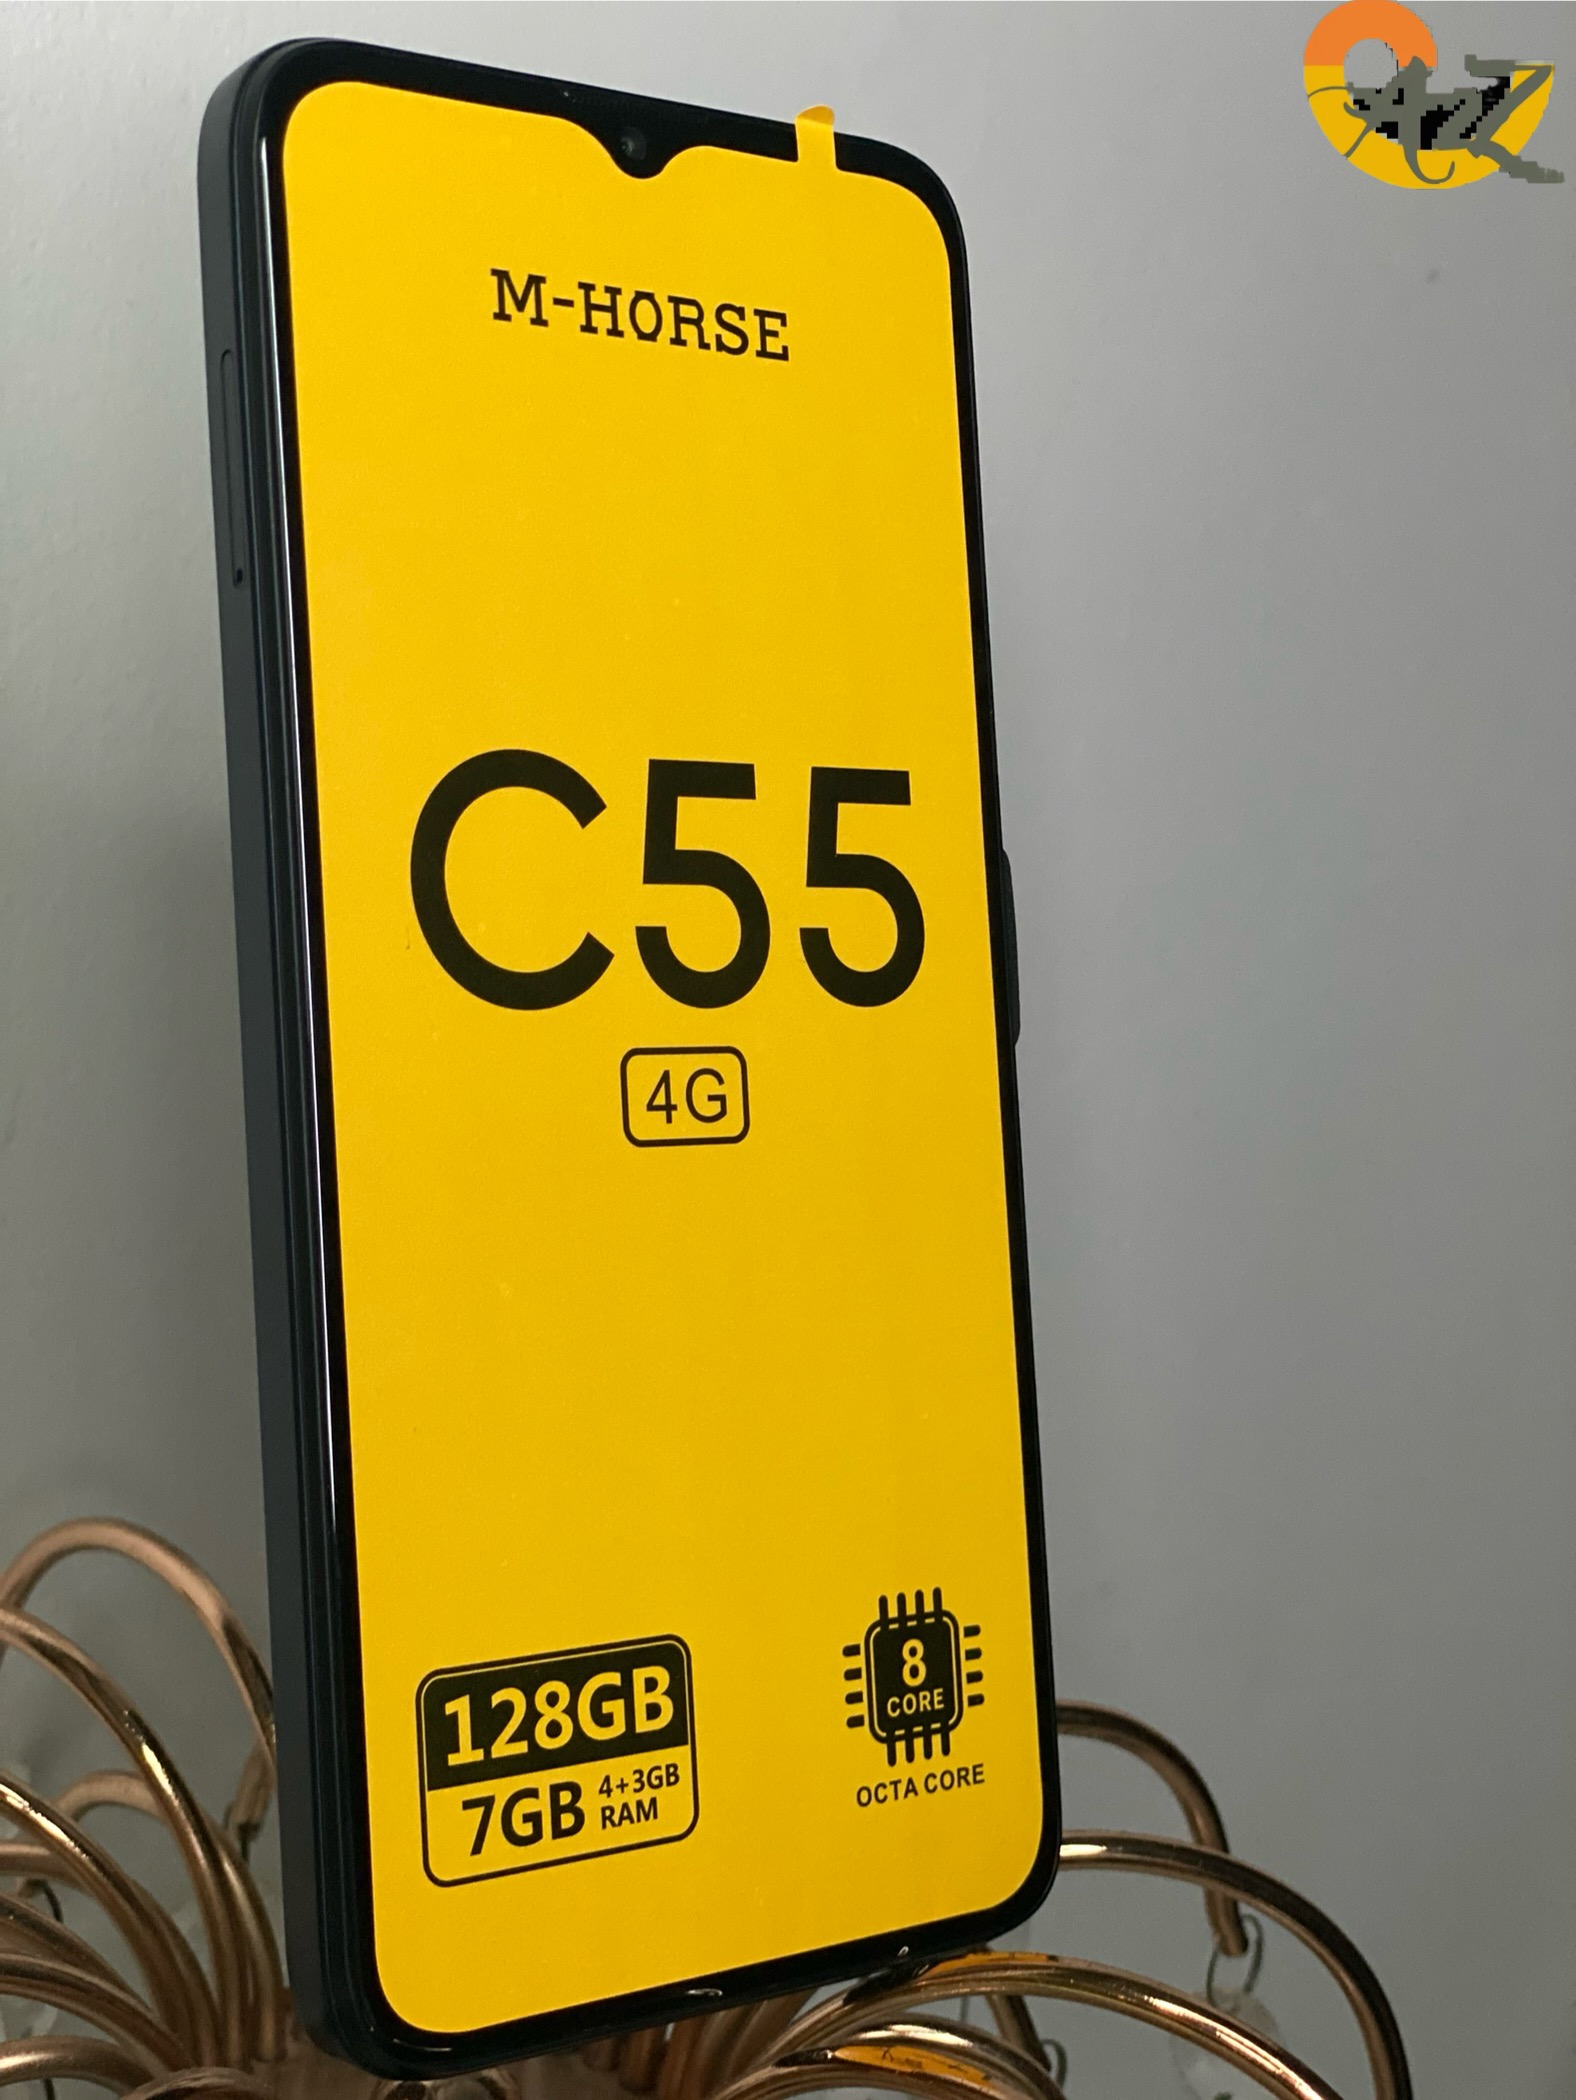 M-HORSE
C55
4G
128GB
7GB 4+3GB
RAM
8
CORE
OCTA CORE